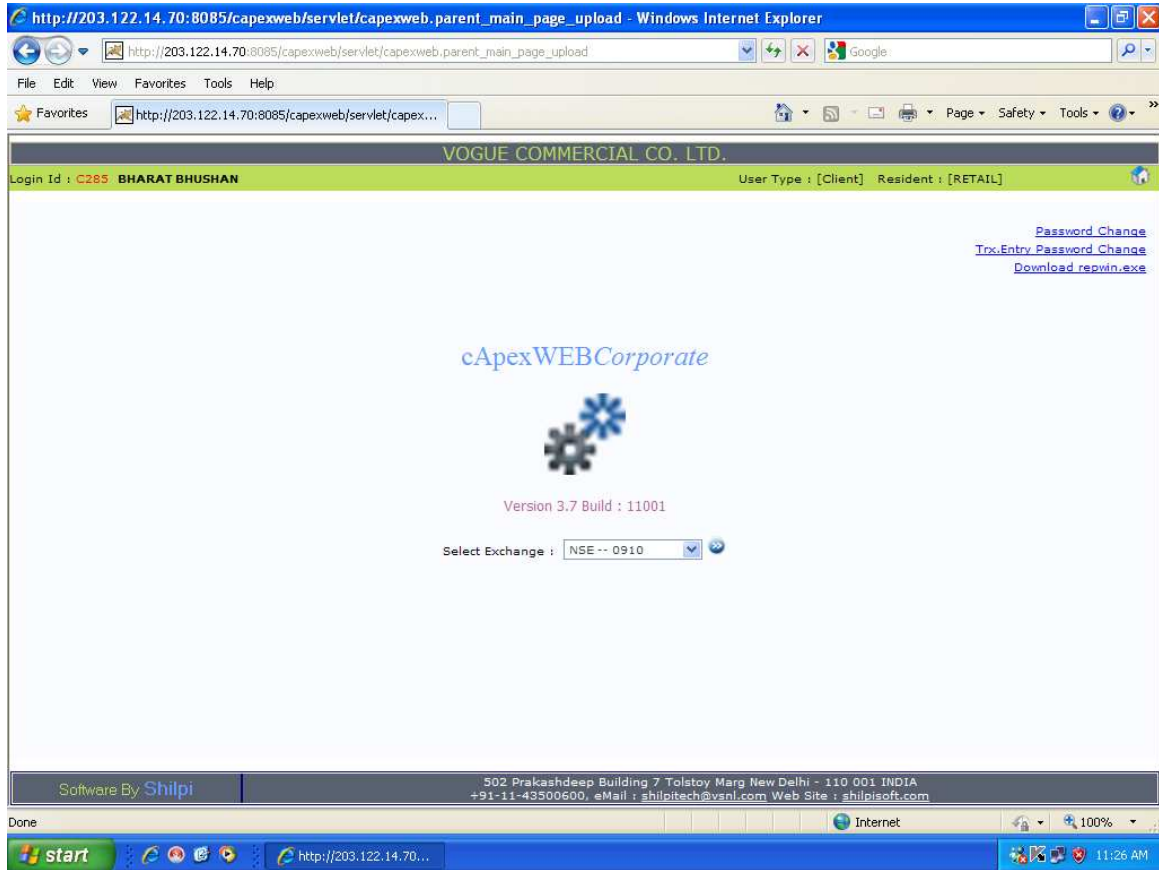 http://203.122.14.70:8085/capexweb/servlet/capexweb.parent_main_page_upload - Windows Internet Explorer
http://203.122.14.70:8085/capexweb/servlet/capexweb.parent_main_page_upload
Google
File Edit View Favorites Tools Help
Favorites
http://203.122.14.70:8085/capexweb/servlet/capex...
Page Safety Tools
VOGUE COMMERCIAL CO. LTD.
Login Id : C285 BHARAT BHUSHAN
User Type : [Client] Resident : [RETAIL]
Password Change
Trx.Entry Password Change
Download repwin.exe
cApexWEBCorporate
Version 3.7 Build : 11001
Select Exchange : NSE -- 0910
Software By Shilpi
502 Prakashdeep Building 7 Tolstoy Marg New Delhi - 110 001 INDIA
+91-11-43500600, eMail : shilpitech@vsnl.com Web Site : shilpisoft.com
Done
Internet
100%
start
http://203.122.14.70...
11:26 AM